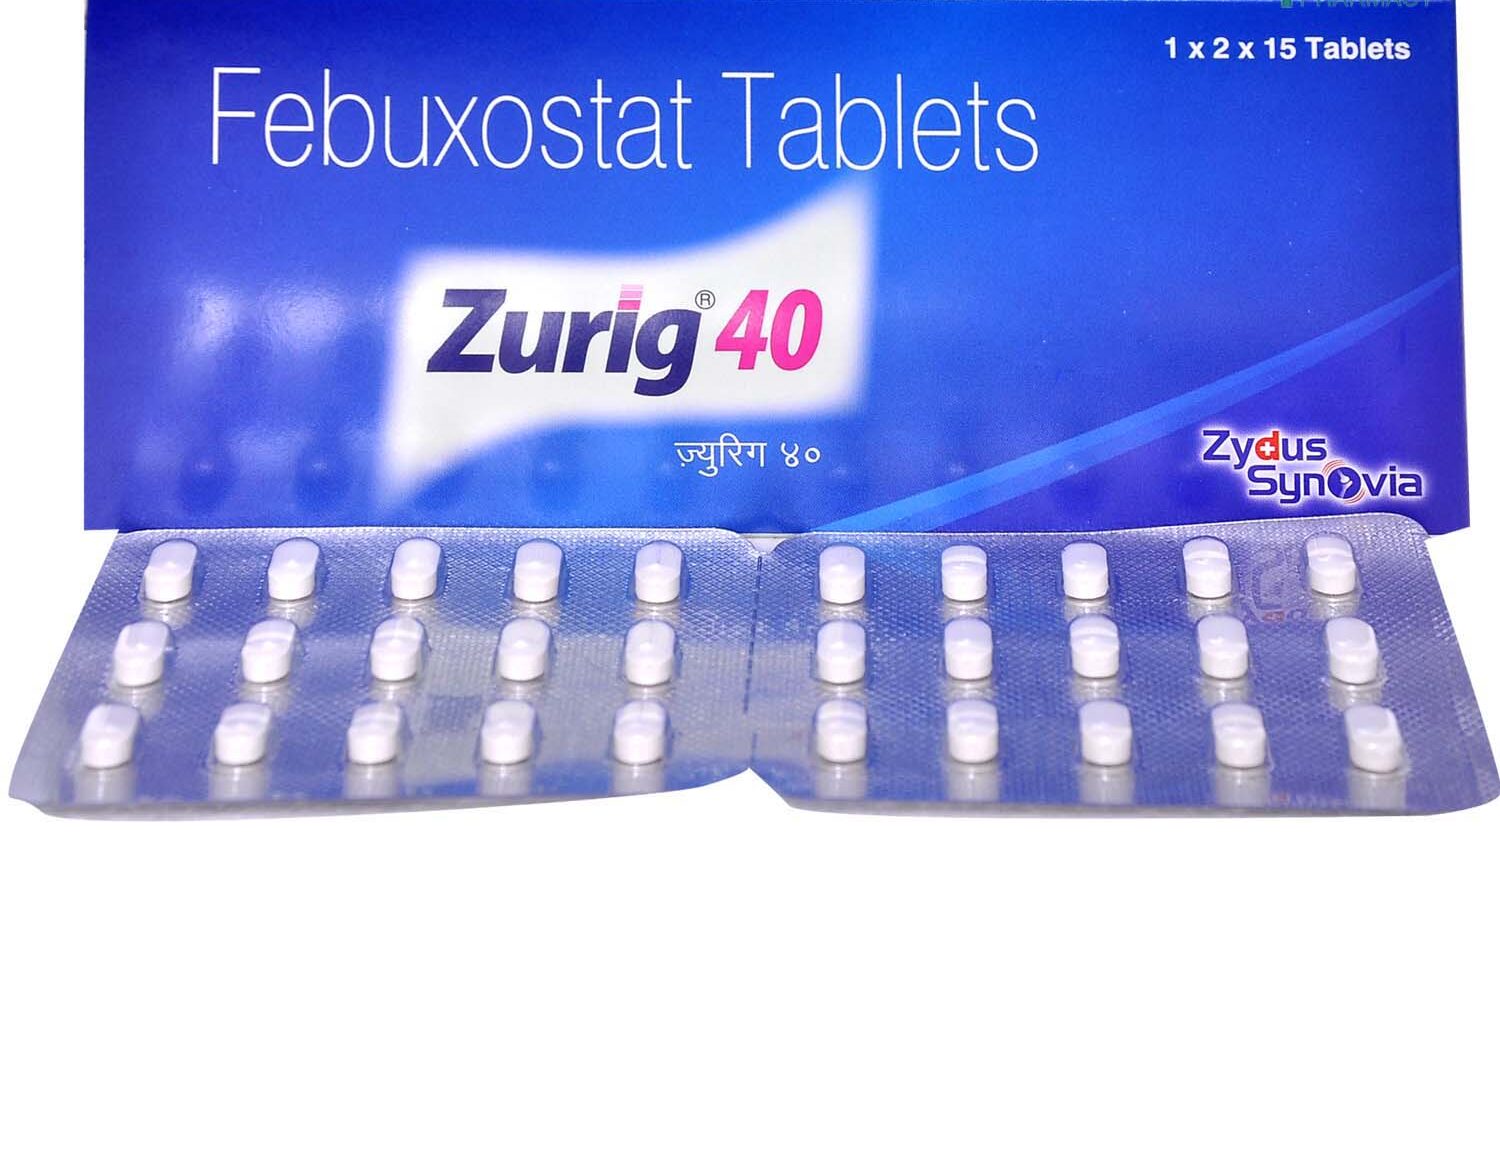 1 x 2 x 15 Tablets
Febuxostat Tablets
Zurig® 40
ज़्युरिग ४०
Zydus
Synovia